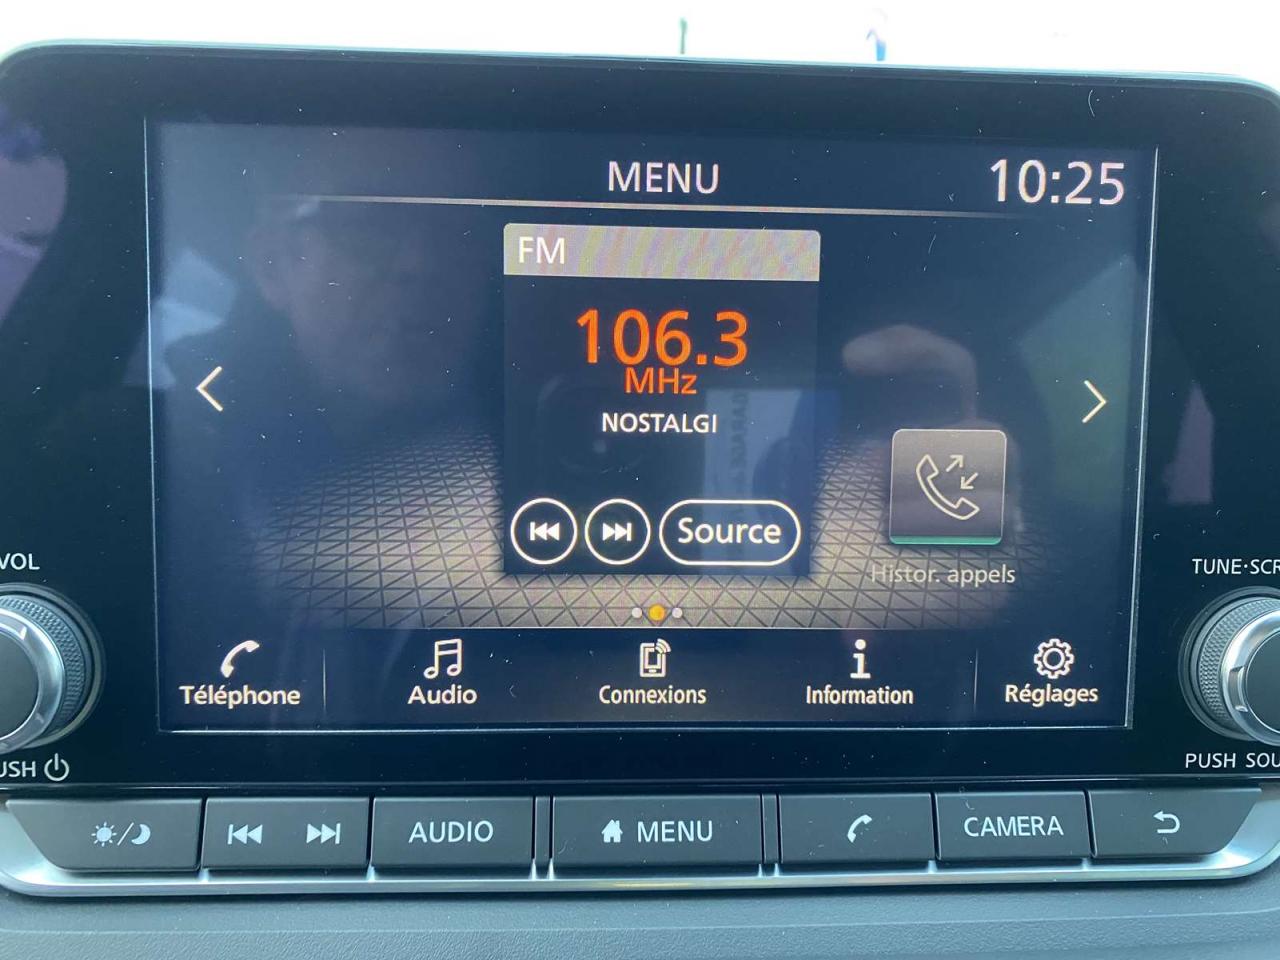 MENU
10:25
FM
106.3
MHz
NOSTALGI
Source
Histor. appels
VOL
TUNE·SCR
Téléphone
Audio
Connexions
Information
Réglages
USH
PUSH SOU
AUDIO
MENU
CAMERA